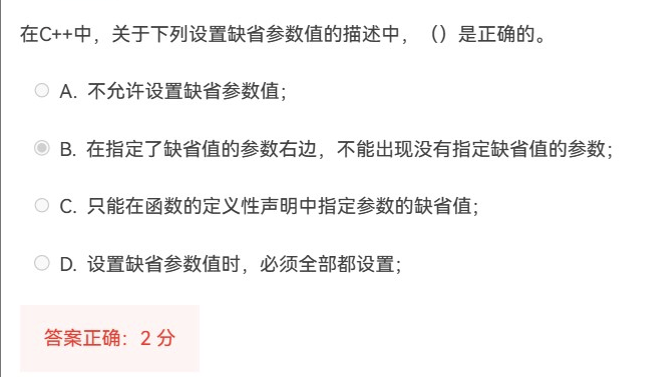 在C++中，关于下列设置缺省参数值的描述中，（）是正确的。
A. 不允许设置缺省参数值；
B. 在指定了缺省值的参数右边，不能出现没有指定缺省值的参数；
C. 只能在函数的定义性声明中指定参数的缺省值；
D. 设置缺省参数值时，必须全部都设置；
答案正确：2 分